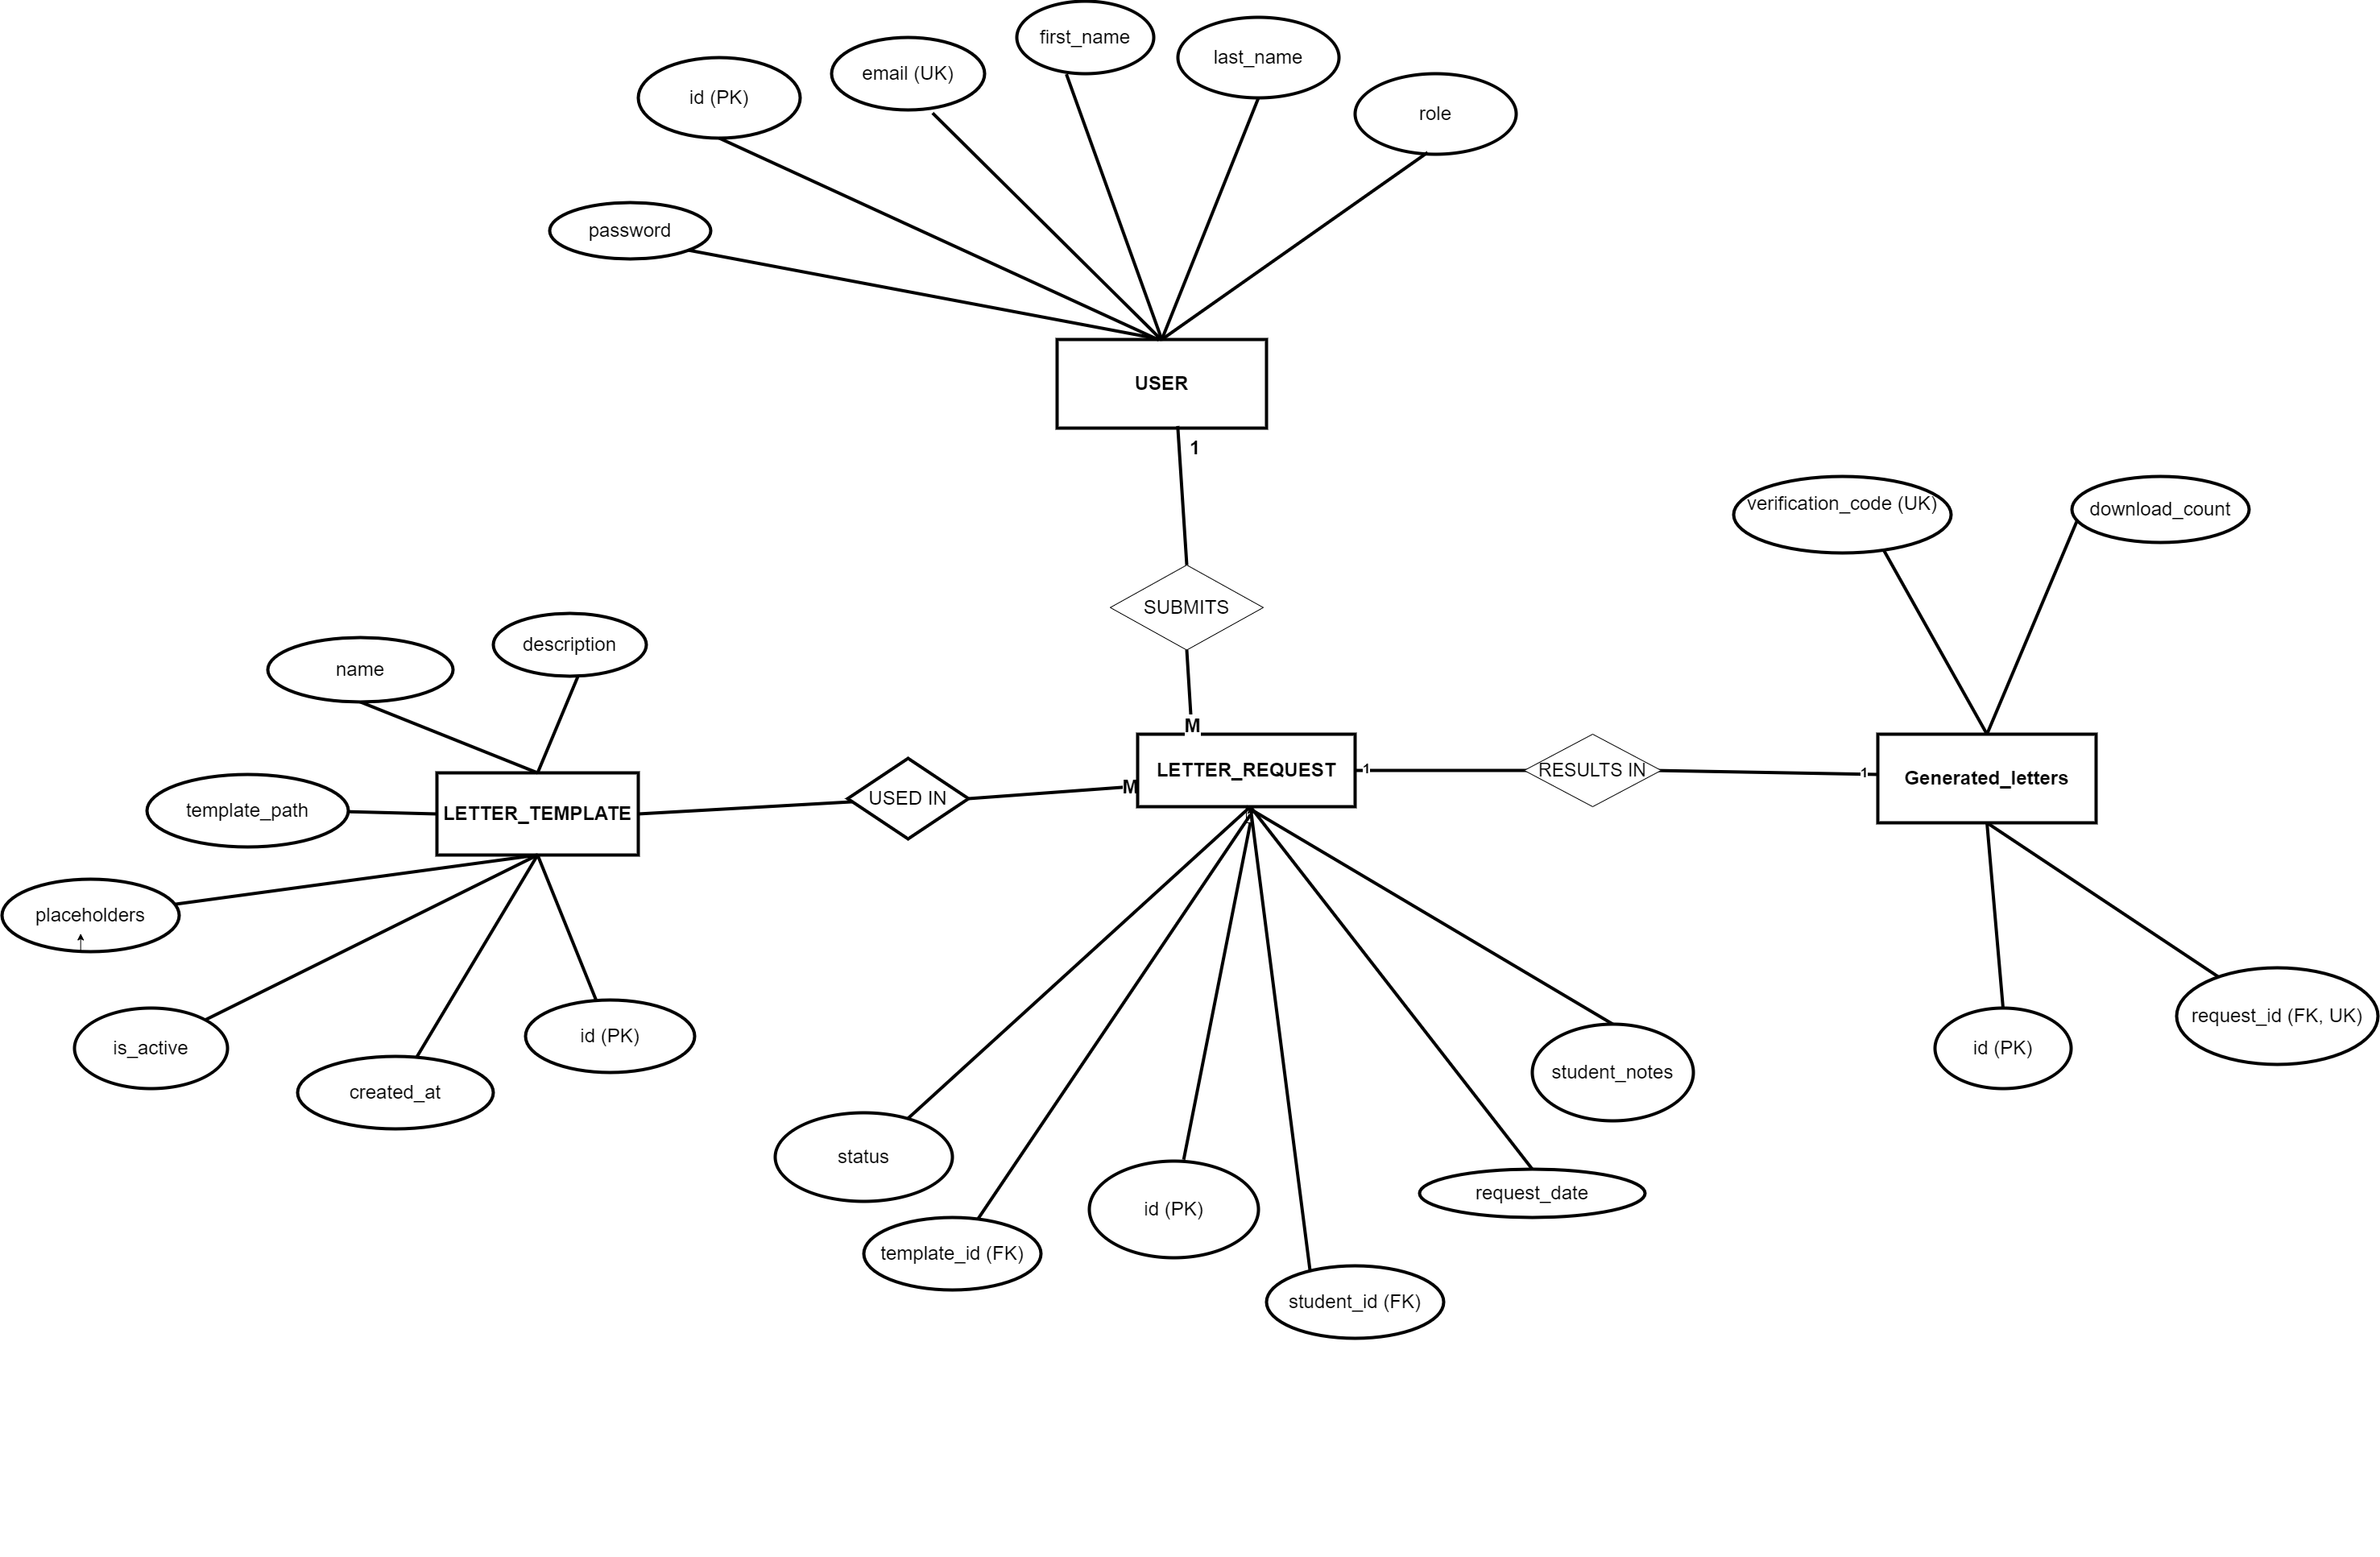 first_name
last_name
email (UK)
id (PK)
role
password
USER
1
verification_code (UK)
download_count
SUBMITS
description
name
M
LETTER_REQUEST
1
RESULTS IN
1
Generated_letters
M
USED IN
template_path
LETTER_TEMPLATE
placeholders
request_id (FK, UK)
id (PK)
is_active
id (PK)
student_notes
created_at
status
request_date
id (PK)
template_id (FK)
student_id (FK)